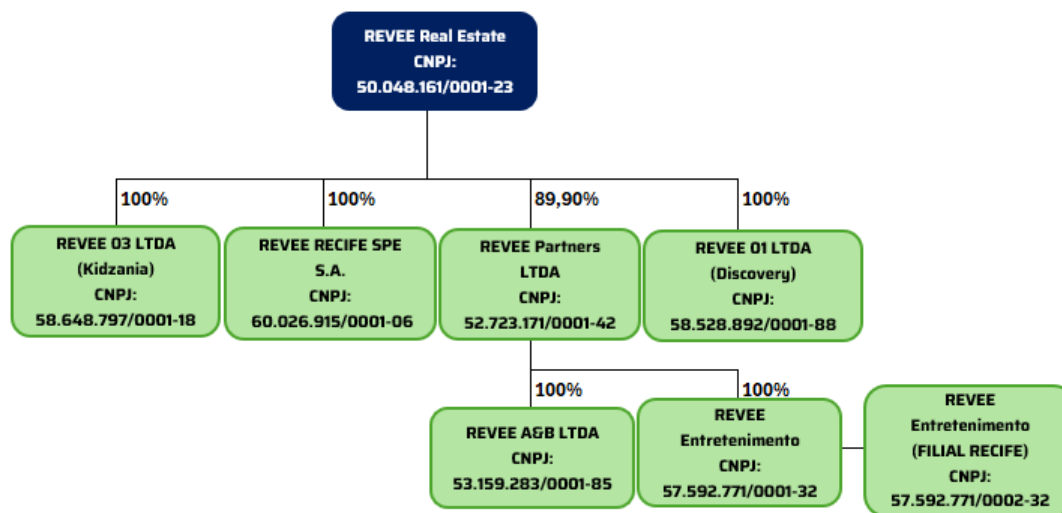 REVEE Real Estate
CNPJ:
50.048.161/0001-23
100%
100%
89,90%
100%
REVEE 03 LTDA
(Kidzania)
CNPJ:
58.648.797/0001-18
REVEE RECIFE SPE
S.A.
CNPJ:
60.026.915/0001-06
REVEE Partners
LTDA
CNPJ:
52.723.171/0001-42
REVEE 01 LTDA
(Discovery)
CNPJ:
58.528.892/0001-88
100%
100%
REVEE A&B LTDA
CNPJ:
53.159.283/0001-85
REVEE
Entretenimento
CNPJ:
57.592.771/0001-32
REVEE
Entretenimento
(FILIAL RECIFE)
CNPJ:
57.592.771/0002-32